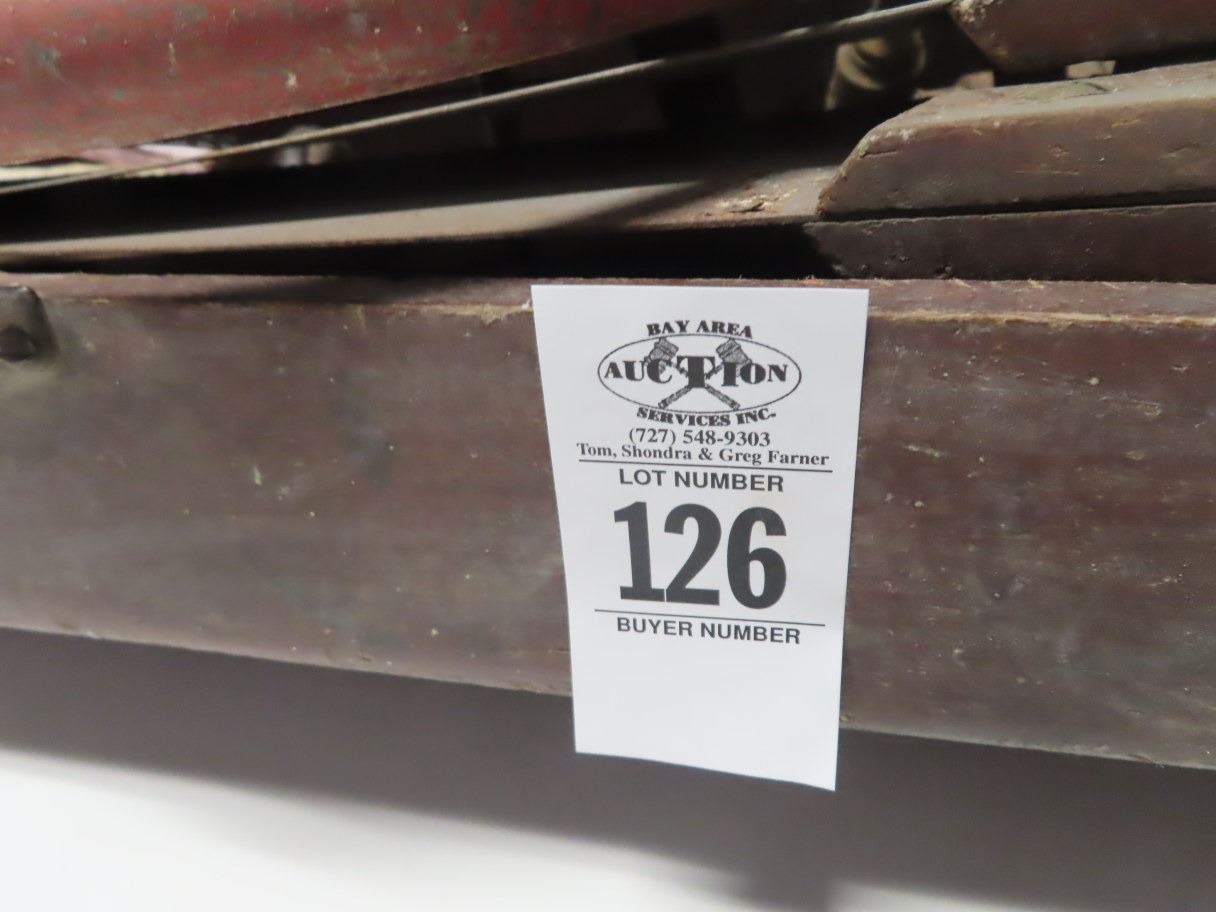 BAY AREA
AUCTION
SERVICES INC.
(727) 548-9303
Tom, Shondra & Greg Farner
LOT NUMBER
126
BUYER NUMBER